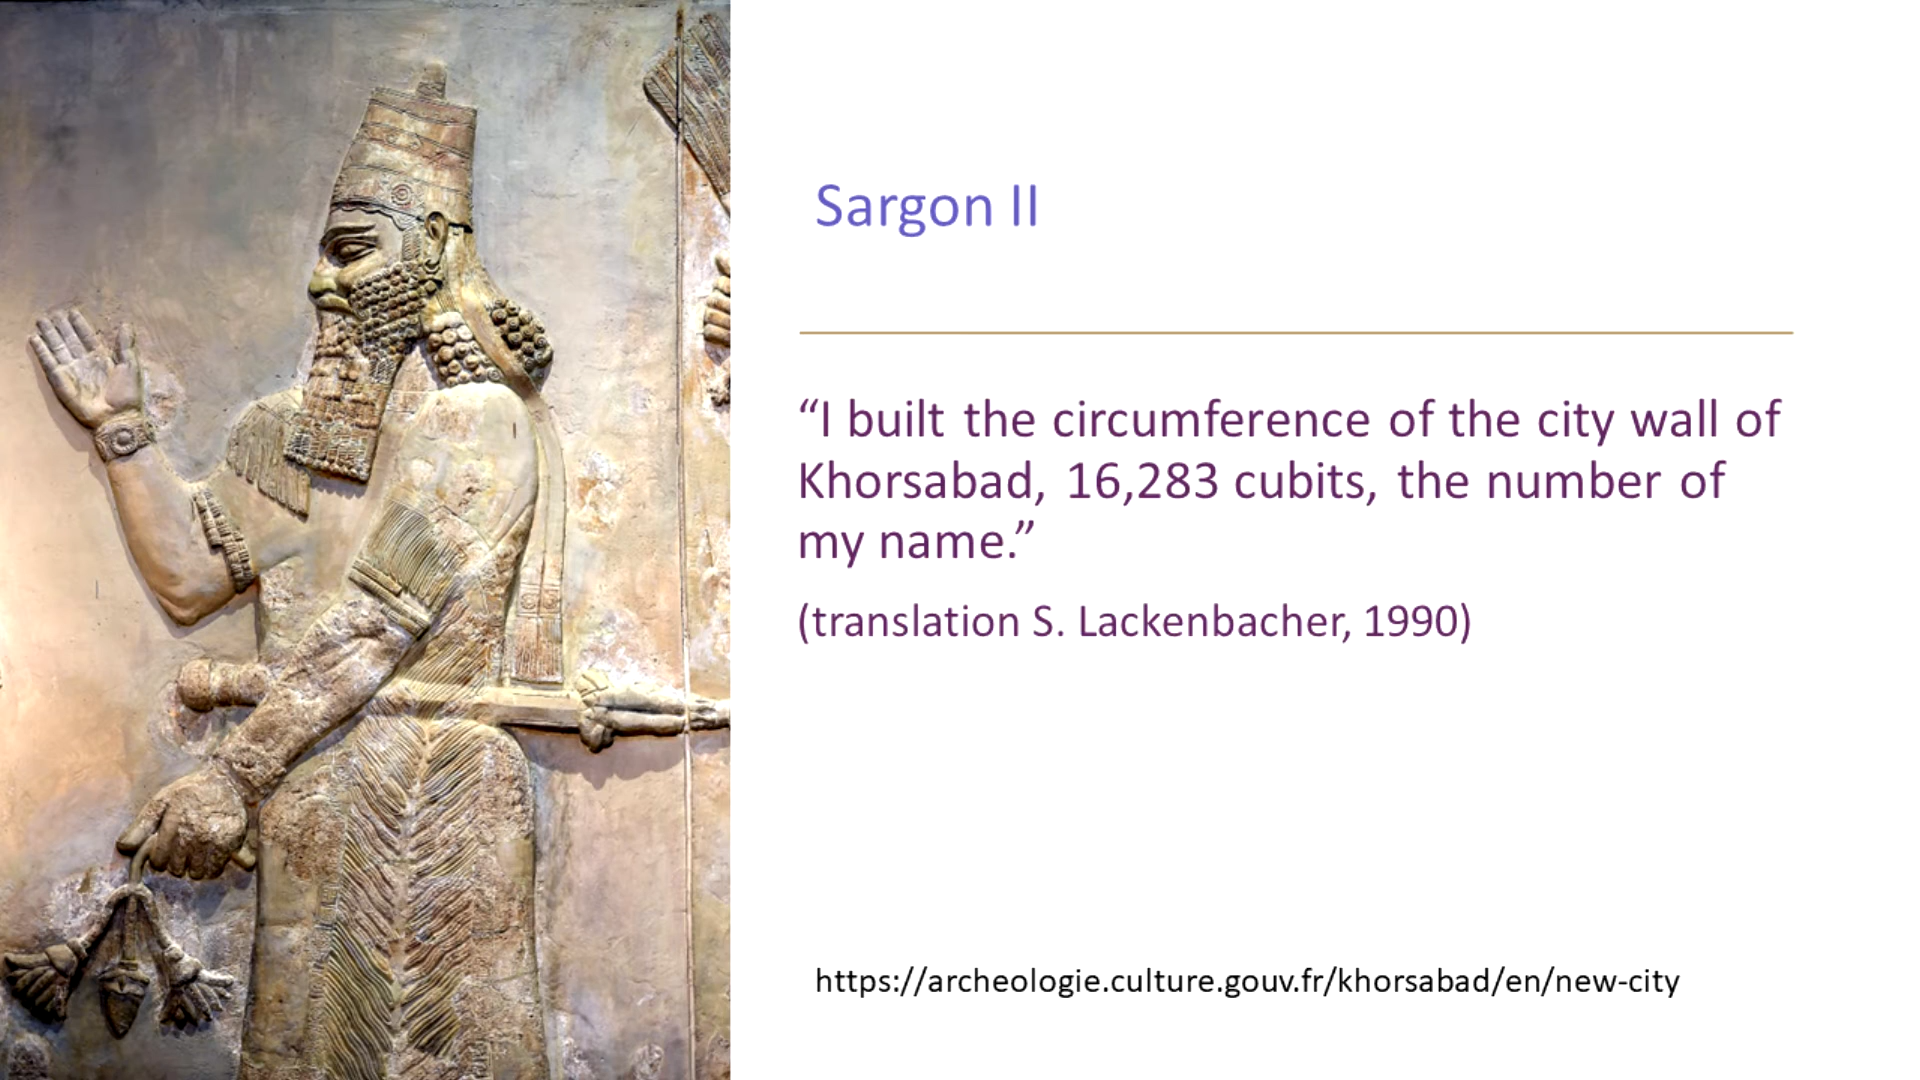 Sargon II
“I built the circumference of the city wall of
Khorsabad, 16,283 cubits, the number of
my name.”
(translation S. Lackenbacher, 1990)
https://archeologie.culture.gouv.fr/khorsabad/en/new-city